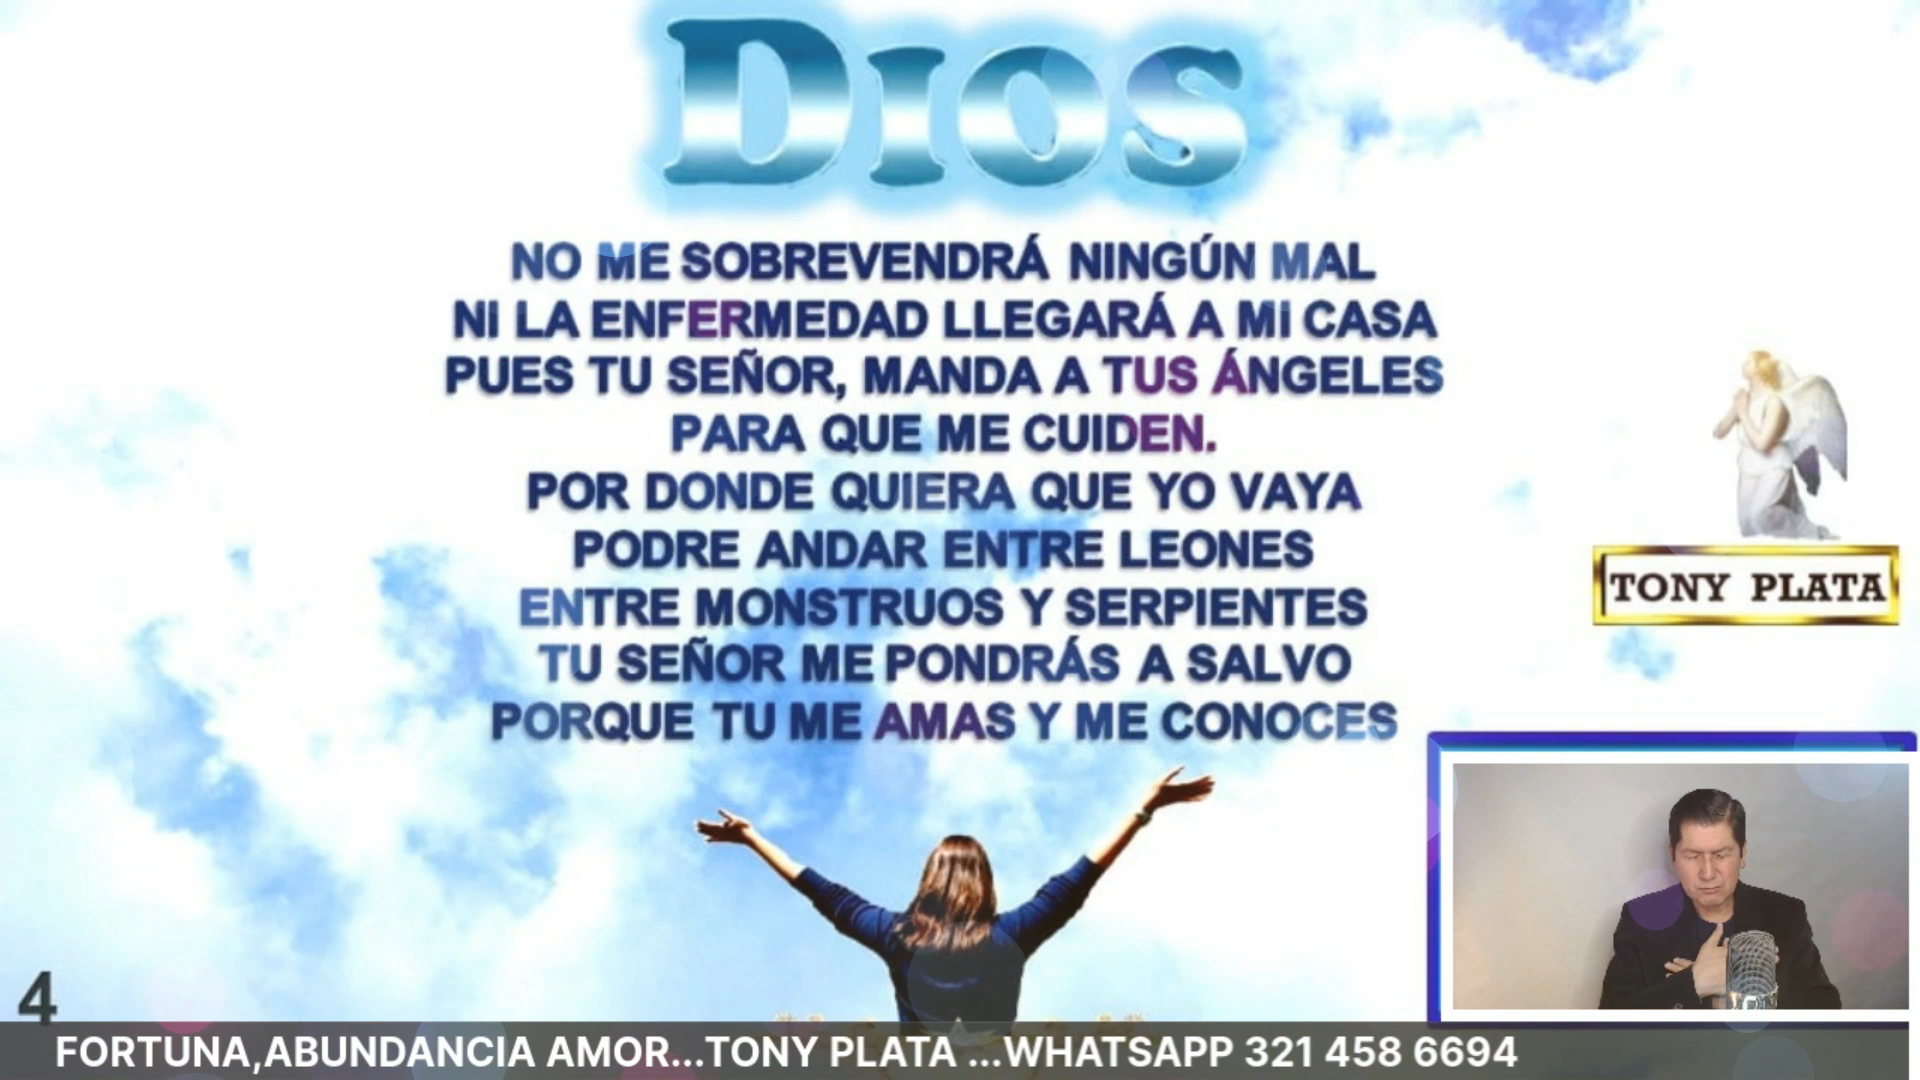 DIOS
NO ME SOBREVENDRÁ NINGÚN MAL
NI LA ENFERMEDAD LLEGARÁ A MI CASA
PUES TU SEÑOR, MANDA A TUS ÁNGELES
PARA QUE ME CUIDEN.
POR DONDE QUIERA QUE YO VAYA
PODRE ANDAR ENTRE LEONES
ENTRE MONSTRUOS Y SERPIENTES
TU SEÑOR ME PONDRÁS A SALVO
PORQUE TU ME AMAS Y ME CONOCES
TONY PLATA
4
FORTUNA,ABUNDANCIA AMOR...TONY PLATA ...WHATSAPP 321 458 6694